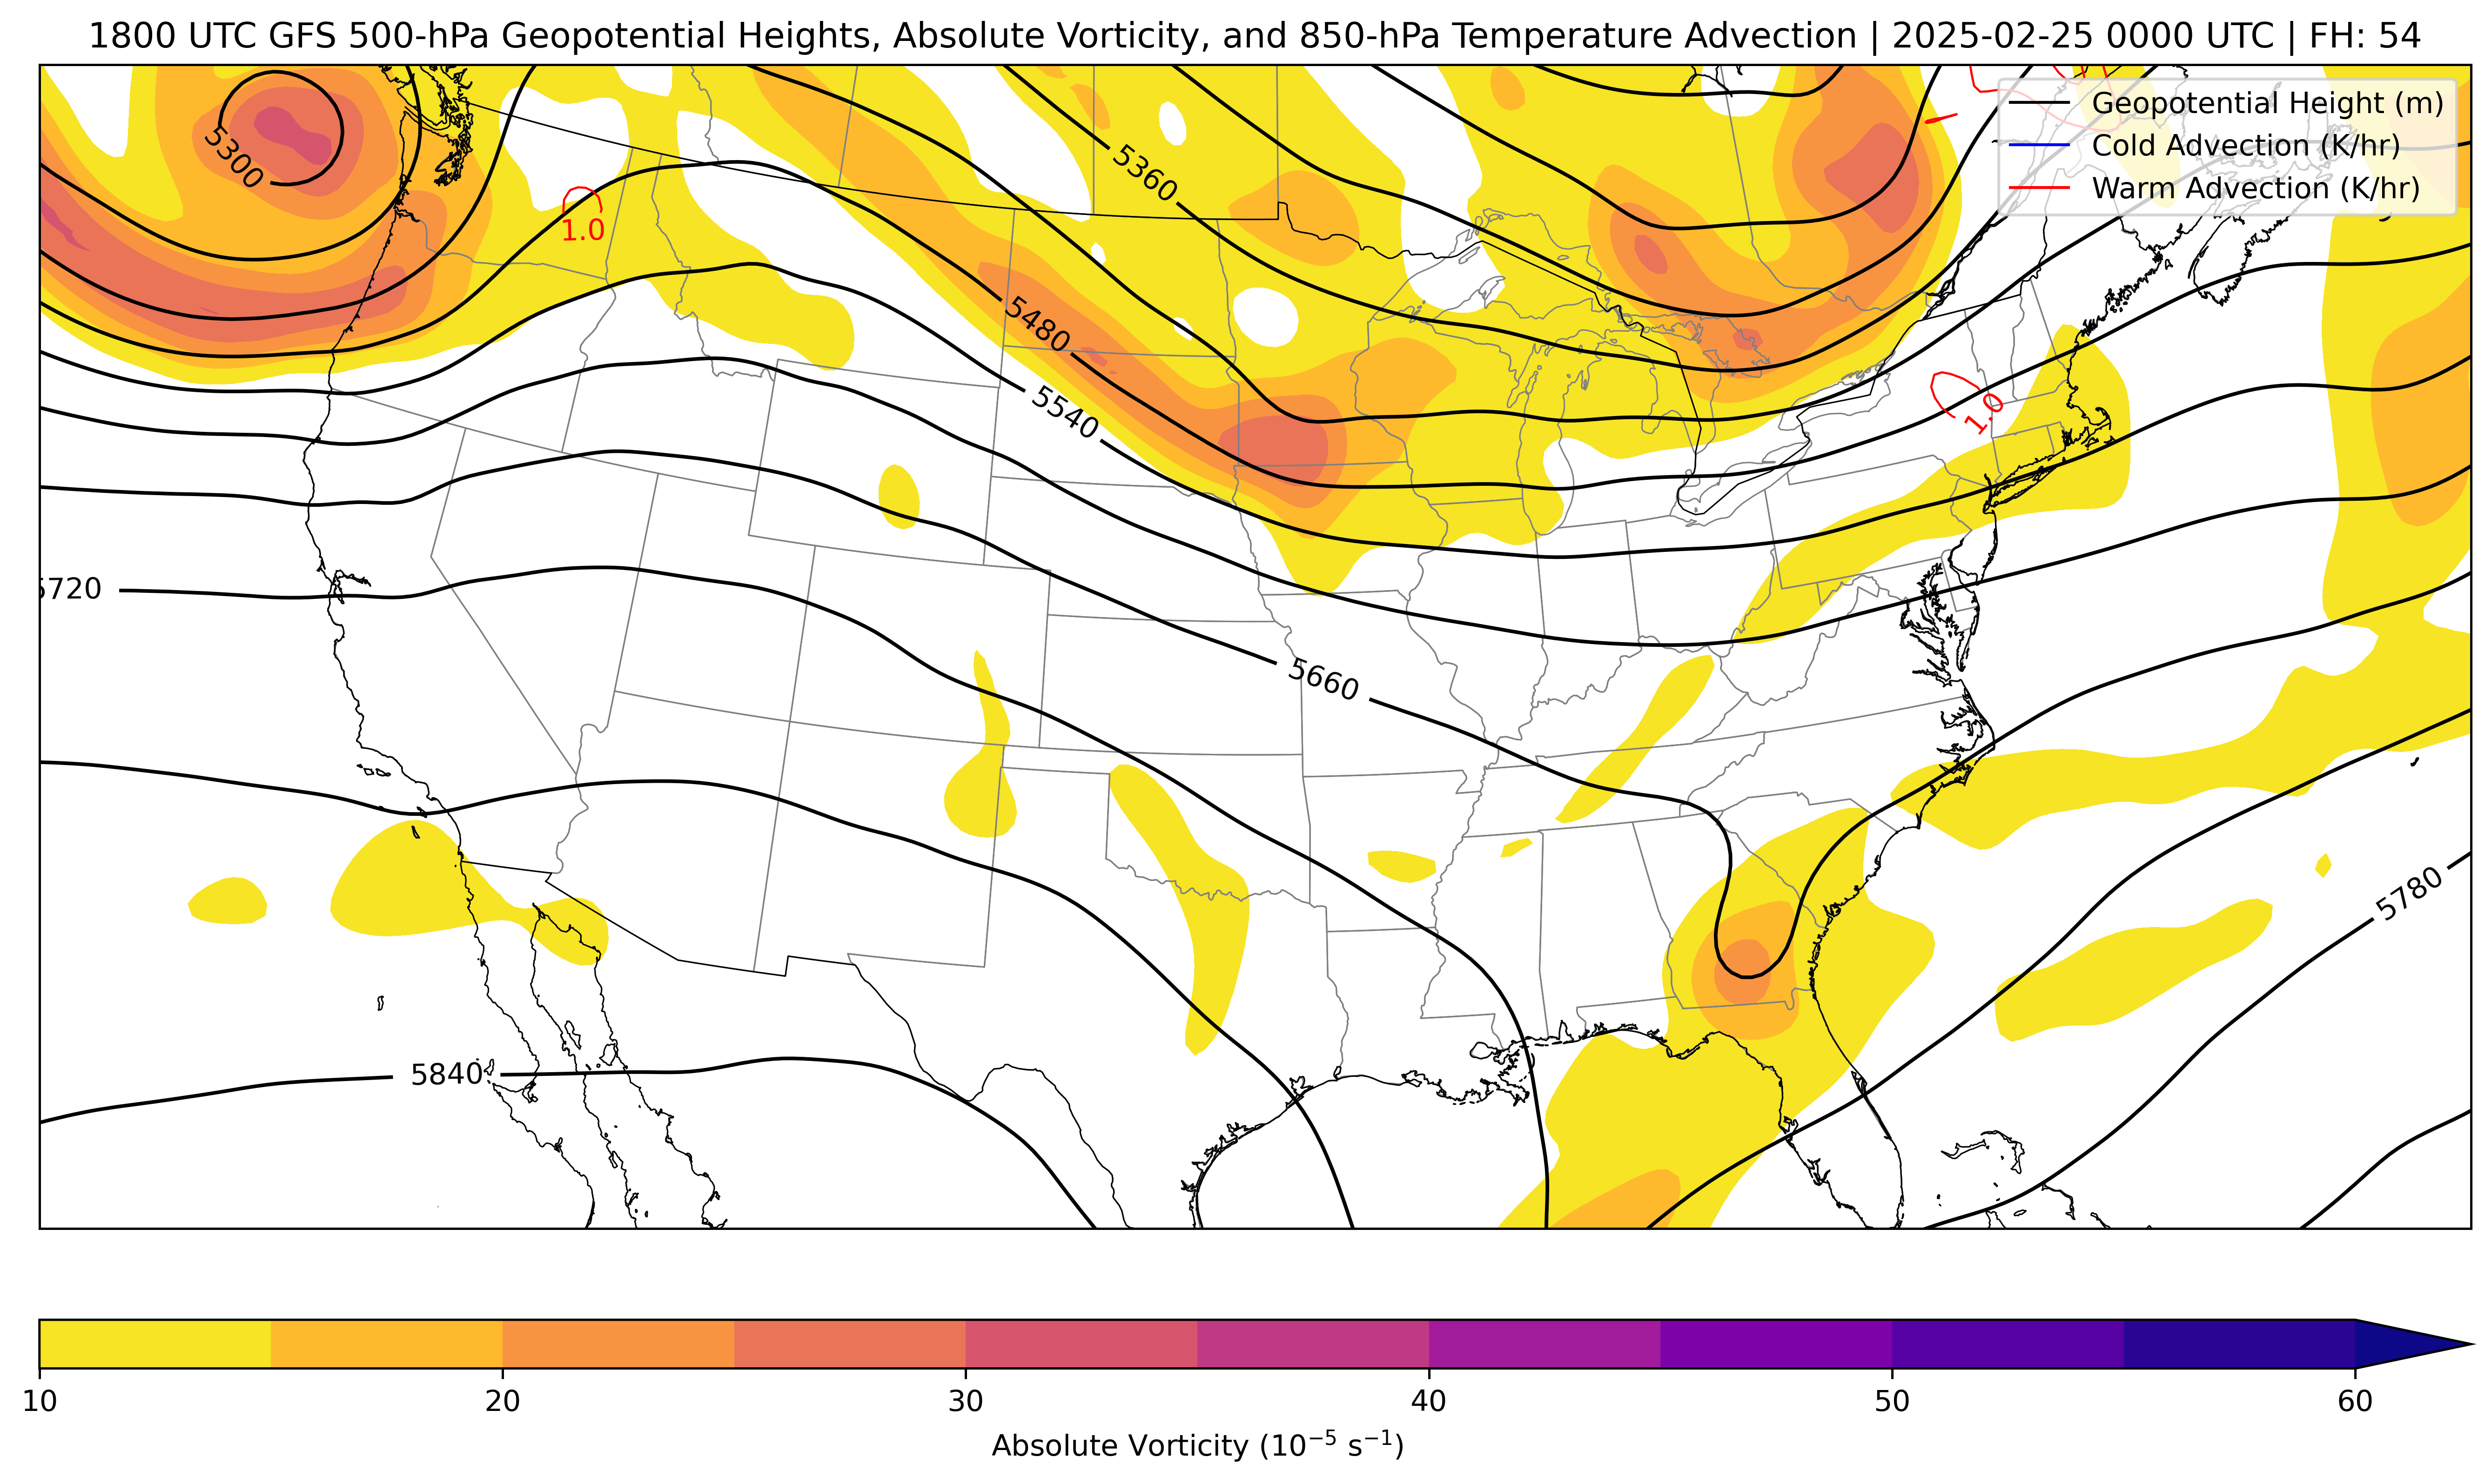 1800 UTC GFS 500-hPa Geopotential Heights, Absolute Vorticity, and 850-hPa Temperature Advection | 2025-02-25 0000 UTC | FH: 54
Geopotential Height (m)
Cold Advection (K/hr)
Warm Advection (K/hr)
5300
5360
1.0
5480
5540
1.0
5720
5660
5780
5840
10 20 30 40 50 60
Absolute Vorticity (10⁻⁵ s⁻¹)